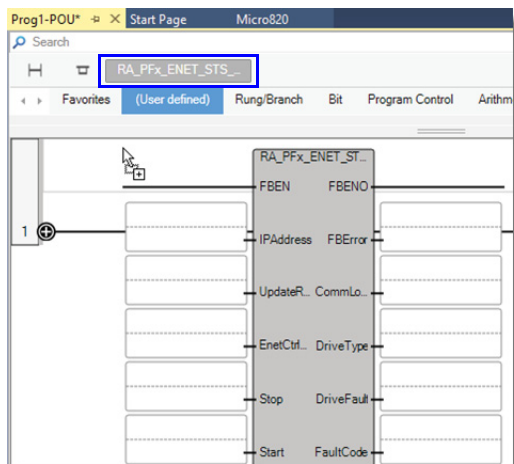 Prog1-POU* Start Page Micro820
Search
RA_PFx_ENET_STS_...
Favorites (User defined) Rung/Branch Bit Program Control Arithm
RA_PFx_ENET_ST...
FBEN FBENO
1
IPAddress FBError
UpdateR... CommLo...
EnetCtrl... DriveType
Stop DriveFault
Start FaultCode